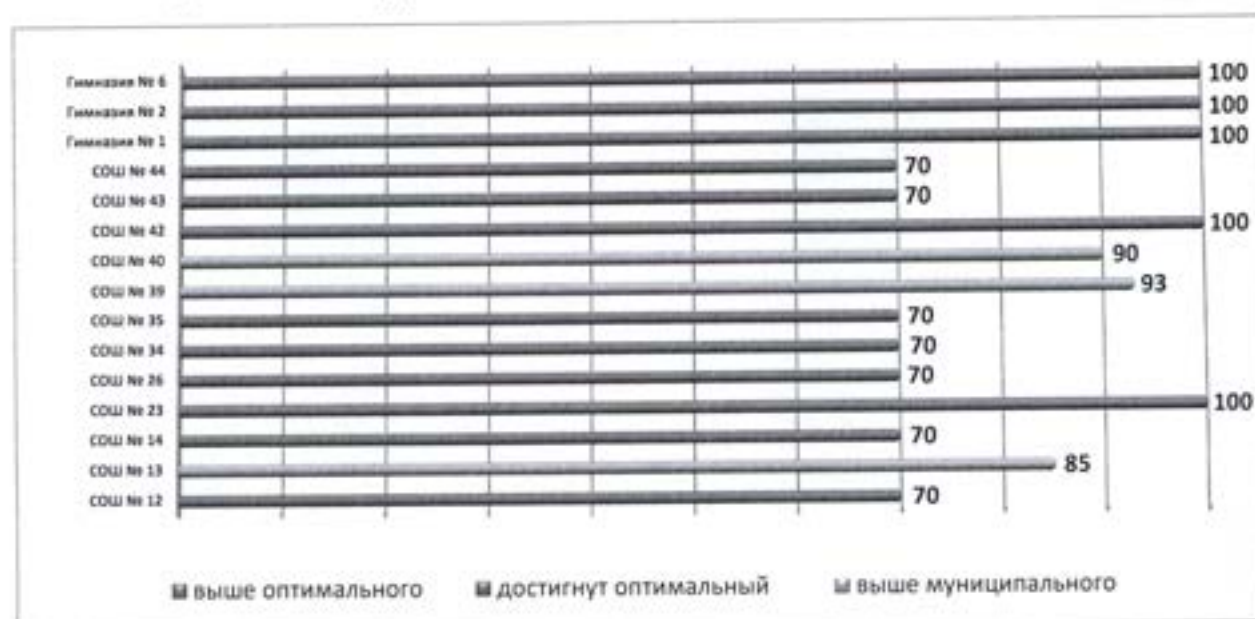 Гимназия № 6 100
Гимназия № 2 100
Гимназия № 1 100
СОШ № 44 70
СОШ № 43 70
СОШ № 42 100
СОШ № 40 90
СОШ № 39 93
СОШ № 35 70
СОШ № 34 70
СОШ № 26 70
СОШ № 23 100
СОШ № 14 70
СОШ № 13 85
СОШ № 12 70
выше оптимального достигнут оптимальный выше муниципального